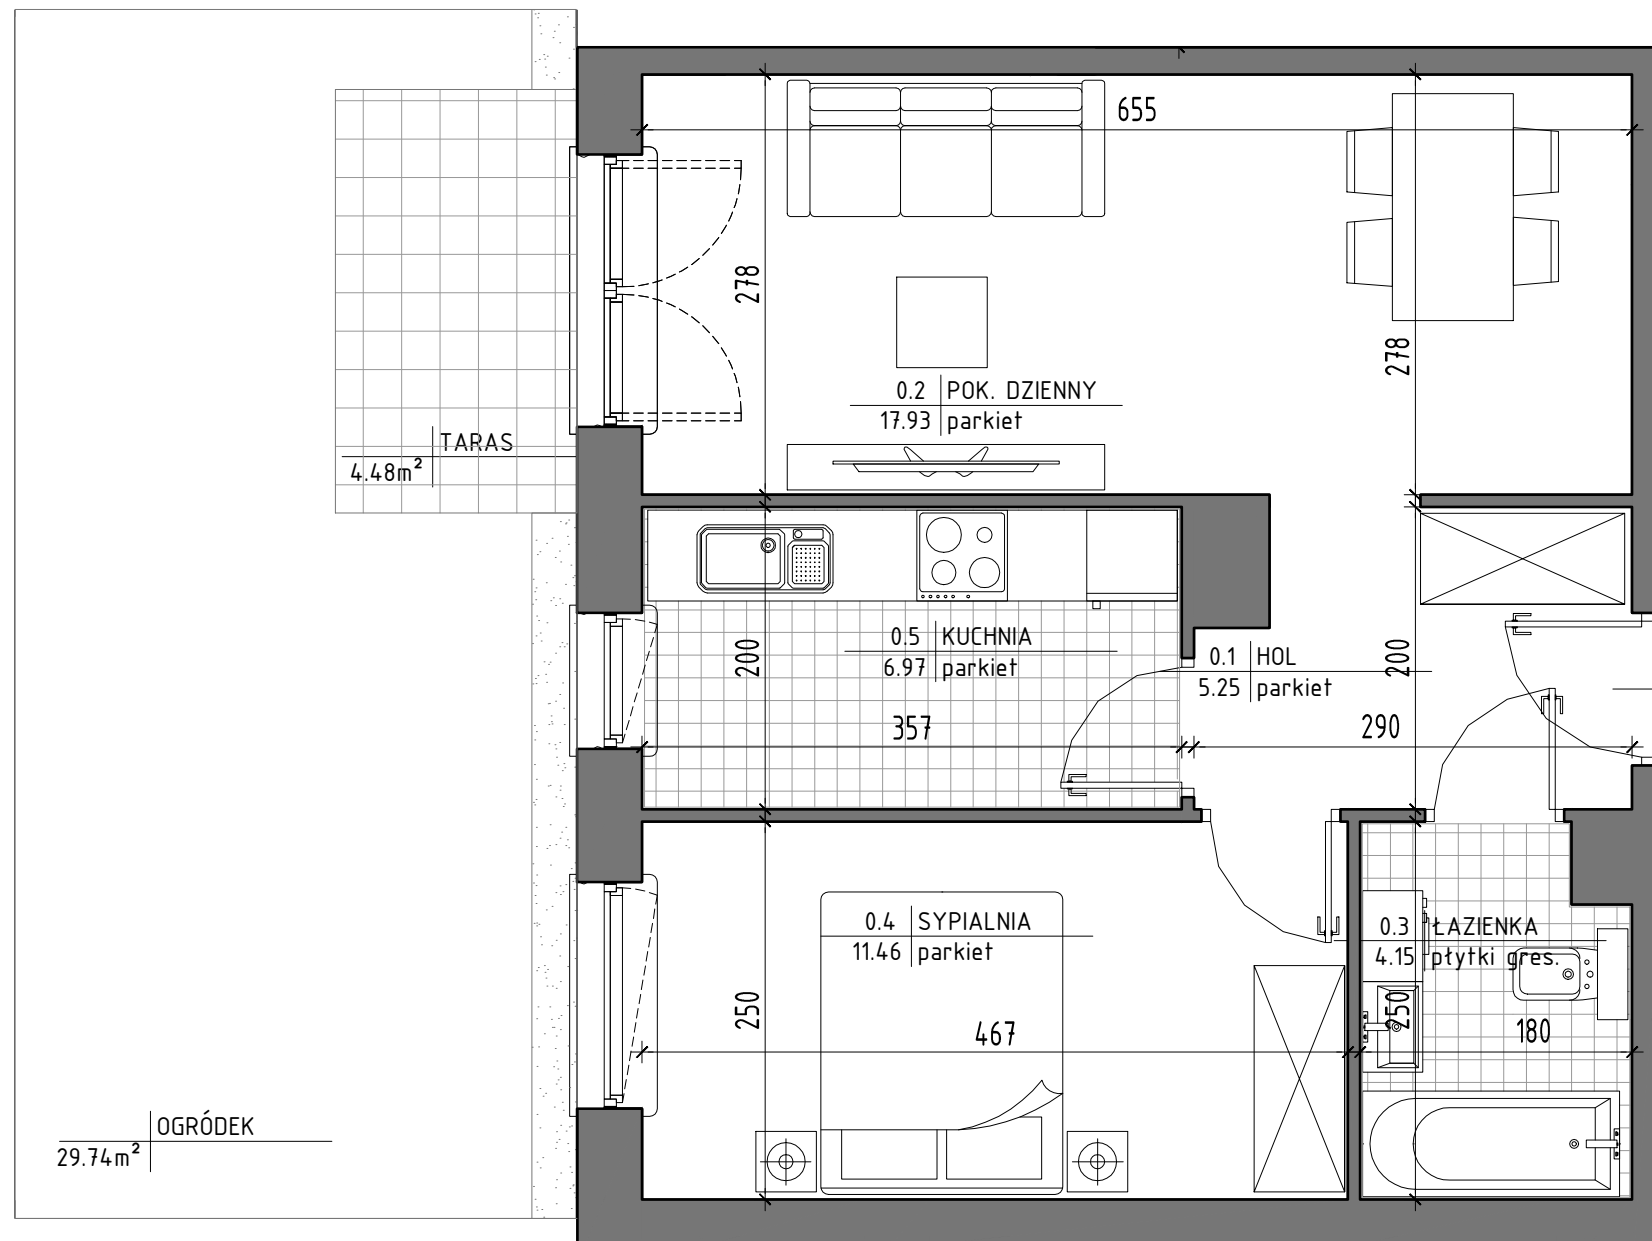 655
278
278
0.2 POK. DZIENNY
17.93 parkiet
TARAS
4.48m²
0.5 KUCHNIA
6.97 parkiet
200
0.1 HOL
5.25 parkiet
200
357
290
0.4 SYPIALNIA
11.46 parkiet
0.3 ŁAZIENKA
4.15 płytki gres.
250
250
467
180
OGRÓDEK
29.74m²